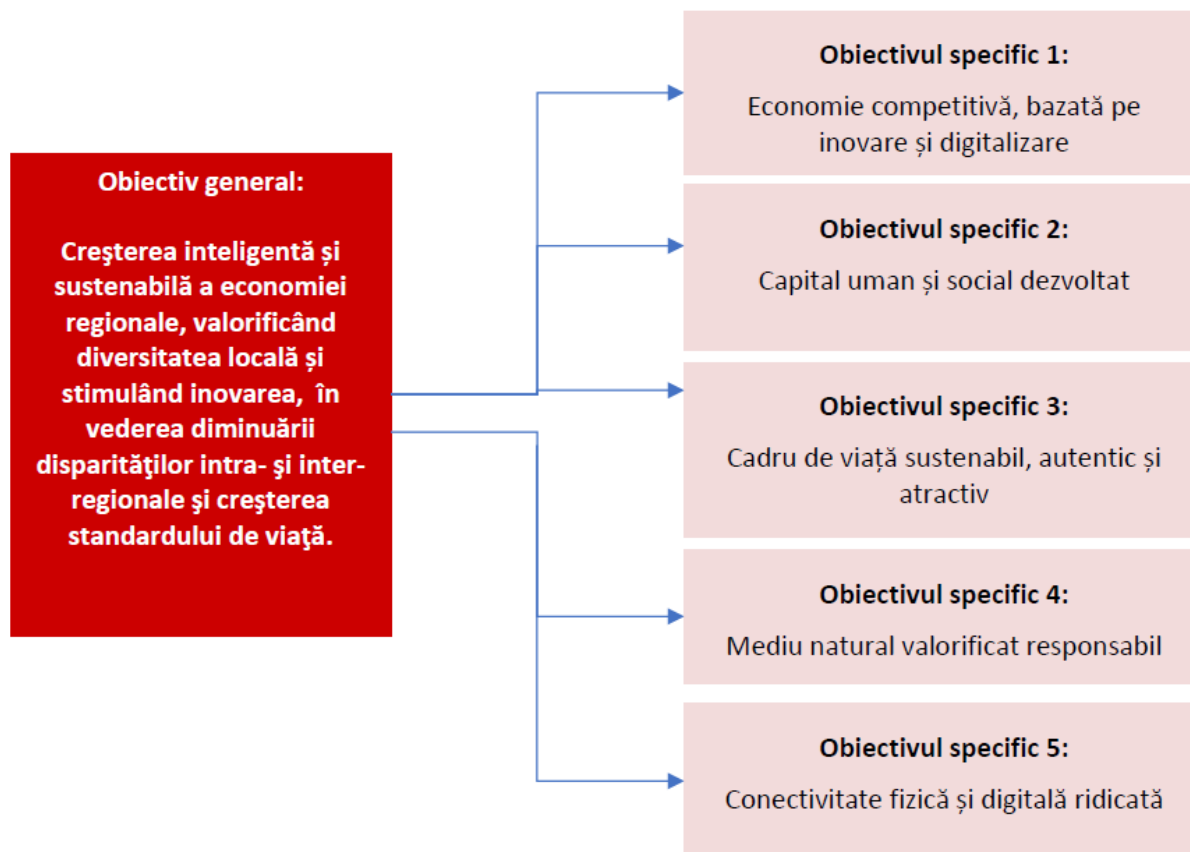 Obiectiv general:
Creşterea inteligentă și
sustenabilă a economiei
regionale, valorificând
diversitatea locală și
stimulând inovarea,  în
vederea diminuării
disparităţilor intra- şi inter-
regionale şi creşterea
standardului de viaţă.
Obiectivul specific 1:
Economie competitivă, bazată pe
inovare și digitalizare
Obiectivul specific 2:
Capital uman și social dezvoltat
Obiectivul specific 3:
Cadru de viață sustenabil, autentic și
atractiv
Obiectivul specific 4:
Mediu natural valorificat responsabil
Obiectivul specific 5:
Conectivitate fizică și digitală ridicată